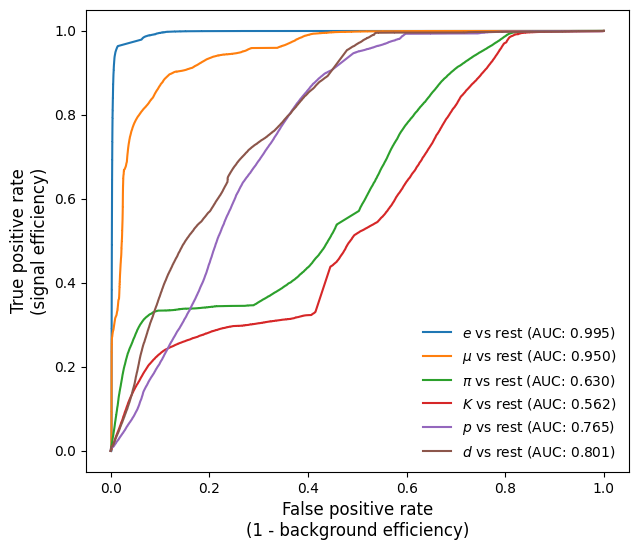 1.0
0.8
0.6
0.4
0.2
0.0
True positive rate
(signal efficiency)
e vs rest (AUC: 0.995)
μ vs rest (AUC: 0.950)
π vs rest (AUC: 0.630)
K vs rest (AUC: 0.562)
p vs rest (AUC: 0.765)
d vs rest (AUC: 0.801)
0.0 0.2 0.4 0.6 0.8 1.0
False positive rate
(1 - background efficiency)